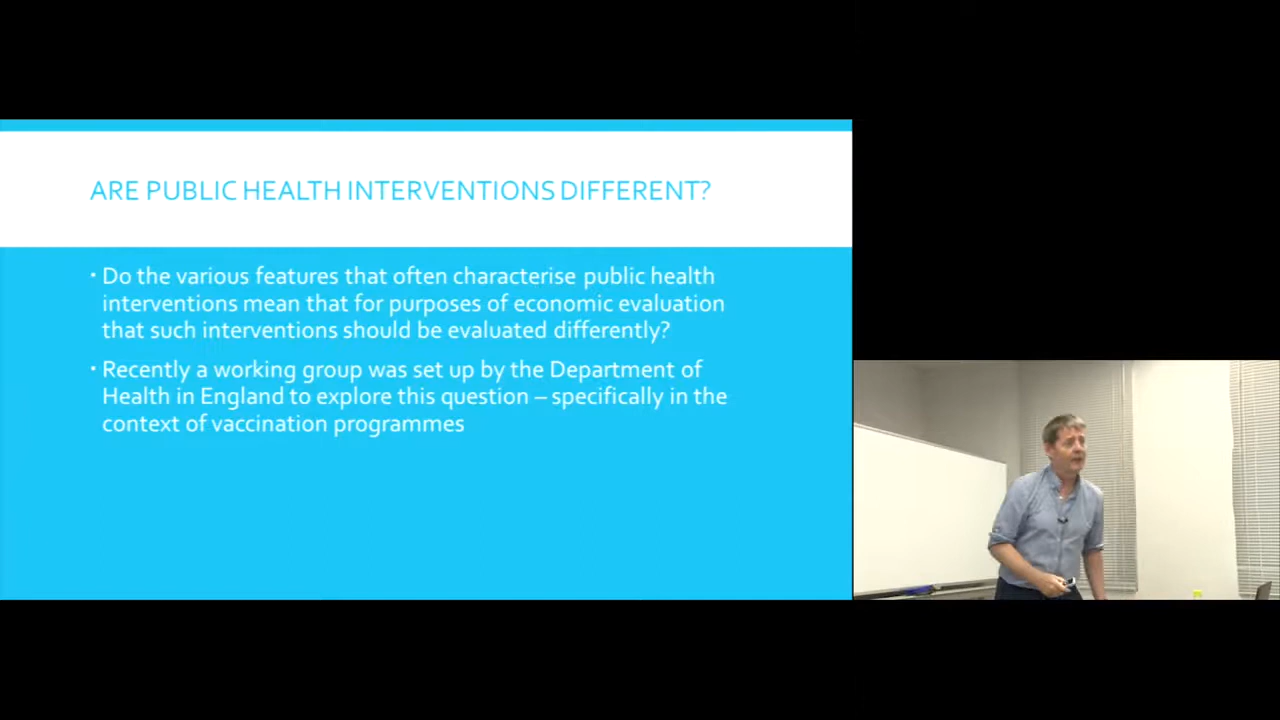 ARE PUBLIC HEALTH INTERVENTIONS DIFFERENT?
▪ Do the various features that often characterise public health
interventions mean that for purposes of economic evaluation
that such interventions should be evaluated differently?
▪ Recently a working group was set up by the Department of
Health in England to explore this question – specifically in the
context of vaccination programmes